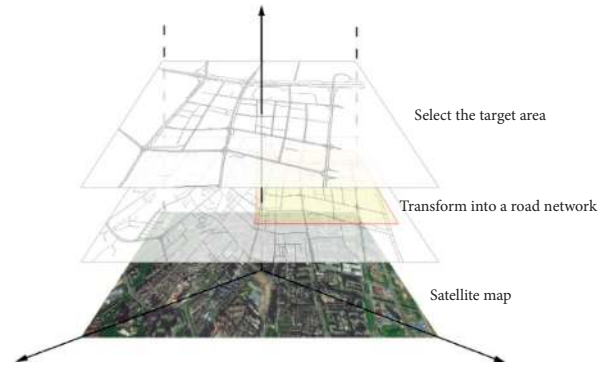 Select the target area
Transform into a road network
Satellite map